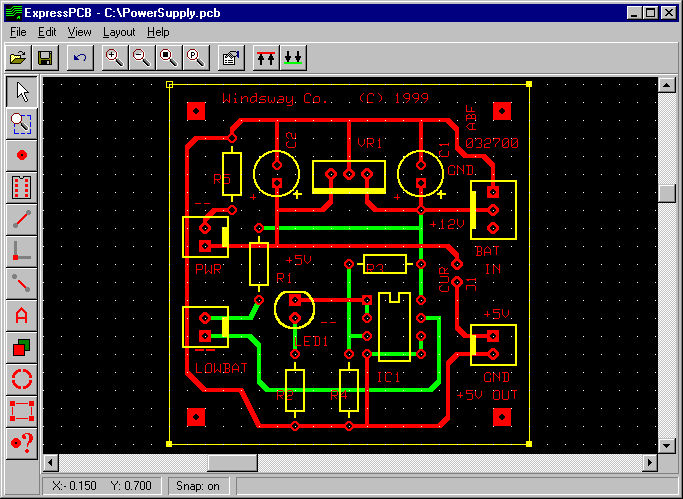 ExpressPCB - C:\PowerSupply.pcb
File Edit View Layout Help
Windsway Co., (C) 1999
ABF
032700
C2
VR1
C1
GND
R5
+12V
BAT
IN
PWR
+5V
R1
R3
CUR
J1
+5V
LED1
LOWBAT
IC1
GND
R2
R4
+5V OUT
X:- 0.150 Y: 0.700 Snap: on